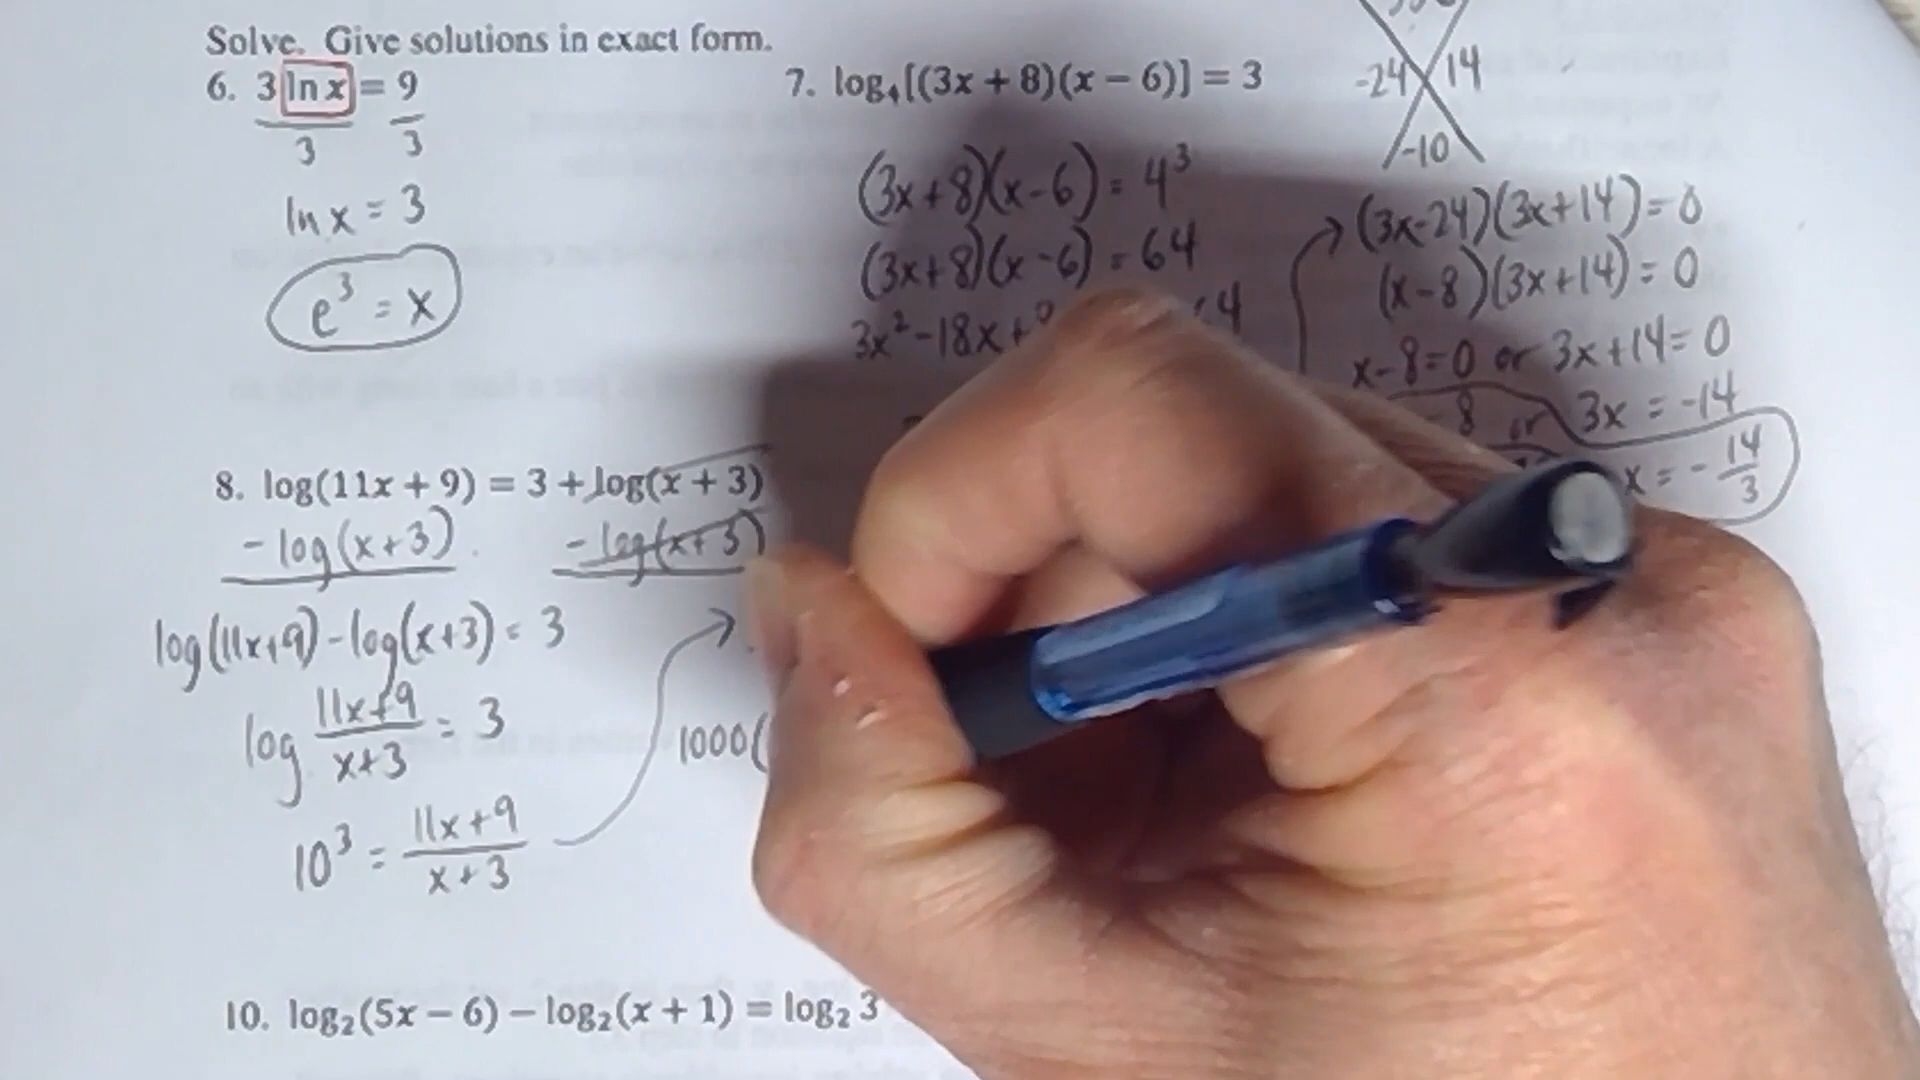 Solve. Give solutions in exact form.
6. 3 ln x = 9
3 3
ln x = 3
e³ = x
7. log₄[(3x + 8)(x − 6)] = 3
(3x+8)(x-6) = 4³
(3x+8)(x-6) = 64
3x²-18x+
4
-24 14
-10
(3x-24)(3x+14)=0
(x-8)(3x+14)=0
x-8=0 or 3x+14=0
8 or 3x = -14
x = -14/3
8. log(11x + 9) = 3 + log(x + 3)
-log(x+3) -log(x+3)
log(11x+9)-log(x+3) = 3
log (11x+9)/(x+3) = 3
10³ = (11x+9)/(x+3)
1000(
10. log₂(5x − 6) − log₂(x + 1) = log₂ 3